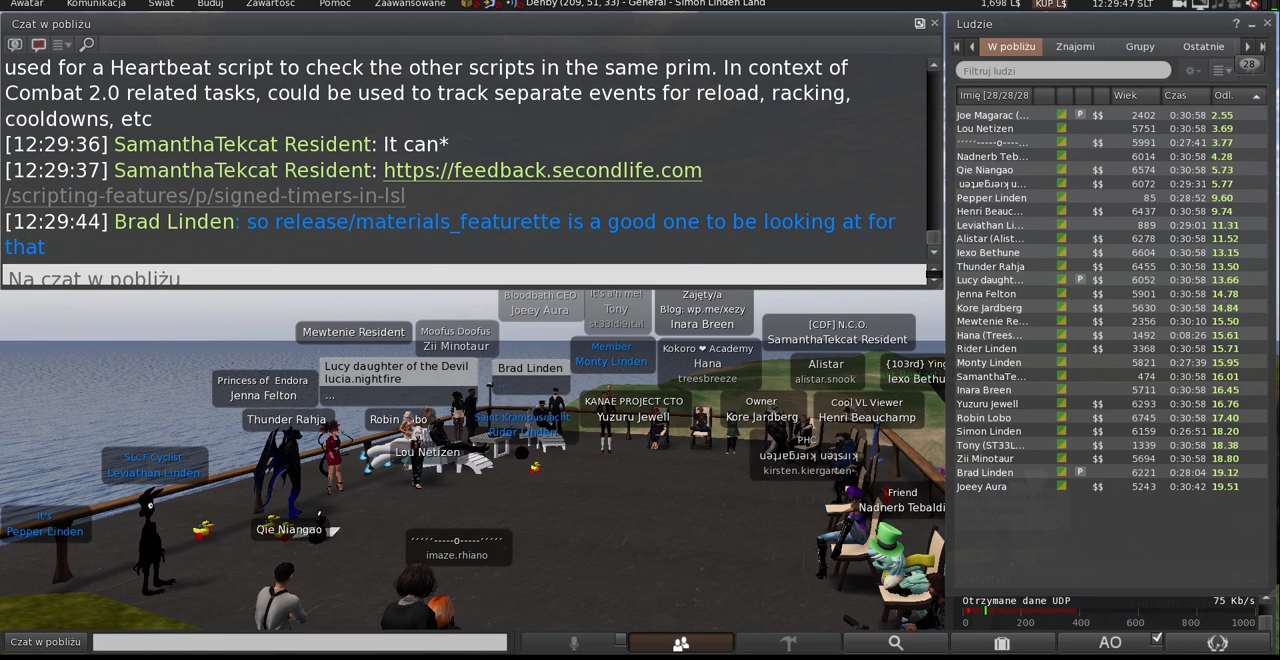 Awatar Komunikacja Świat Buduj Zawartość Pomoc Zaawansowane Denby (209, 51, 33) - General - Simon Linden Land 1,698 L$ KUP L$ 12:29:47 SLT
Czat w pobliżu
used for a Heartbeat script to check the other scripts in the same prim. In context of
Combat 2.0 related tasks, could be used to track separate events for reload, racking,
cooldowns, etc
[12:29:36] SamanthaTekcat Resident: It can*
[12:29:37] SamanthaTekcat Resident: https://feedback.secondlife.com
/scripting-features/p/signed-timers-in-lsl
[12:29:44] Brad Linden: so release/materials_featurette is a good one to be looking at for
that
Na czat w pobliżu
Bloodbath CEO
Joeey Aura
It's a'h me!
Tony
st33ldi9ital
Zajęty/a
Blog: wp.me/xezy
Inara Breen
Mewtenie Resident
Moofus Doofus
Zii Minotaur
[CDF] N.C.O.
SamanthaTekcat Resident
Member
Monty Linden
Kokoro ❤ Academy
Hana
treesbreeze
Lucy daughter of the Devil
lucia.nightfire
...
Brad Linden
Alistar
alistar.snook
{103rd} Ying
Iexo Bethu
Princess of Endora
Jenna Felton
Thunder Rahja
Saint Krampusnacht
Rider Linden
KANAE PROJECT CTO
Yuzuru Jewell
Owner
Kore Jardberg
Cool VL Viewer
Henri Beauchamp
Lou Netizen
PHC
kirsten.kiergarten
SLCF Cyclist
Leviathan Linden
Friend
Nadnerb Tebaldi
It's:
Pepper Linden
Qie Niangao
´´´´´-----o-----´´´´´
imaze.rhiano
Czat w pobliżu
Ludzie
W pobliżu Znajomi Grupy Ostatnie
Filtruj ludzi 28
Imię [28/28/28 Wiek Czas Odl.
Joe Magarac (... P $$ 2402 0:30:58 2.55
Lou Netizen 5751 0:30:58 3.69
´´´´´-----o----... $$ 5991 0:27:41 3.77
Nadnerb Teb... 6014 0:30:58 4.28
Qie Niangao $$ 6574 0:30:58 5.73
$$ 6072 0:29:31 5.77
Pepper Linden 85 0:28:52 9.60
Henri Beauc... $$ 6437 0:30:58 9.74
Leviathan Li... 889 0:29:01 11.31
Alistar (Alist... $$ 6278 0:30:58 11.52
Iexo Bethune $$ 6604 0:30:58 13.15
Thunder Rahja $$ 6455 0:30:58 13.50
Lucy daught... P $$ 6052 0:30:58 13.66
Jenna Felton $$ 5901 0:30:58 14.78
Kore Jardberg $$ 5630 0:30:58 14.84
Mewtenie Re... $$ 2356 0:30:10 15.50
Hana (Trees... $$ 1492 0:08:26 15.61
Rider Linden $$ 3368 0:30:58 15.71
Monty Linden 5821 0:27:39 15.95
SamanthaTe... $$ 474 0:30:58 16.01
Inara Breen $$ 5711 0:30:58 16.45
Yuzuru Jewell $$ 6293 0:30:58 16.76
Robin Lobo $$ 6745 0:30:58 17.40
Simon Linden $$ 6159 0:26:51 18.20
Tony (ST33L... $$ 1339 0:30:58 18.38
Zii Minotaur $$ 5694 0:30:58 18.80
Brad Linden P 6221 0:28:04 19.12
Joeey Aura $$ 5243 0:30:42 19.51
Otrzymane dane UDP 75 Kb/s
0 200 400 600 800 1000
AO